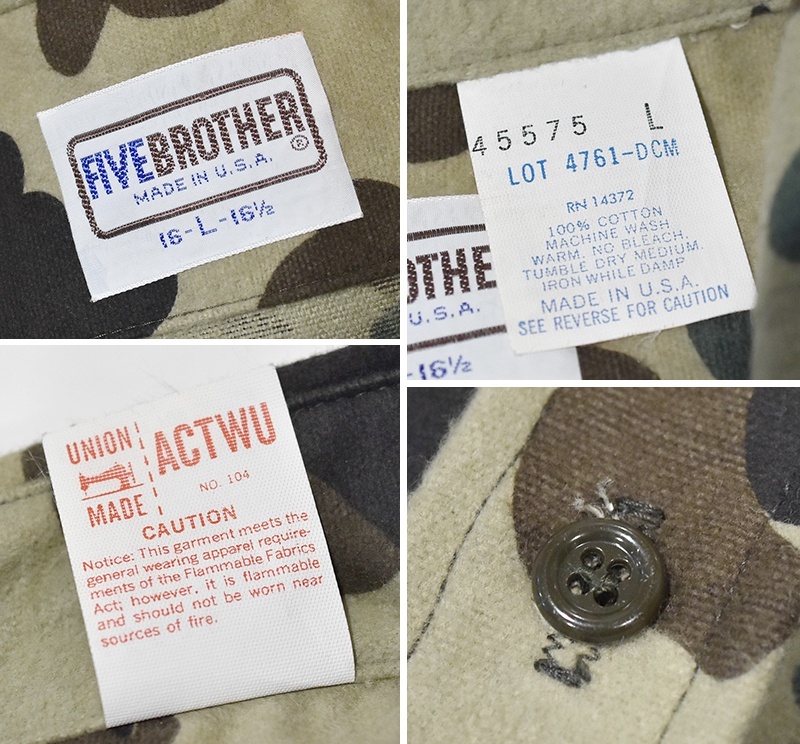 FIVE BROTHER®
MADE IN U.S.A.
16-L-16½
45575 L
LOT 4761-DCM
RN 14372
100% COTTON
MACHINE WASH
WARM. NO BLEACH.
TUMBLE DRY MEDIUM.
IRON WHILE DAMP
MADE IN U.S.A.
SEE REVERSE FOR CAUTION
OTHE
U.S.A.
-16½
UNION
MADE
ACTWU
NO. 104
CAUTION
Notice: This garment meets the
general wearing apparel require-
ments of the Flammable Fabrics
Act; however, it is flammable
and should not be worn near
sources of fire.